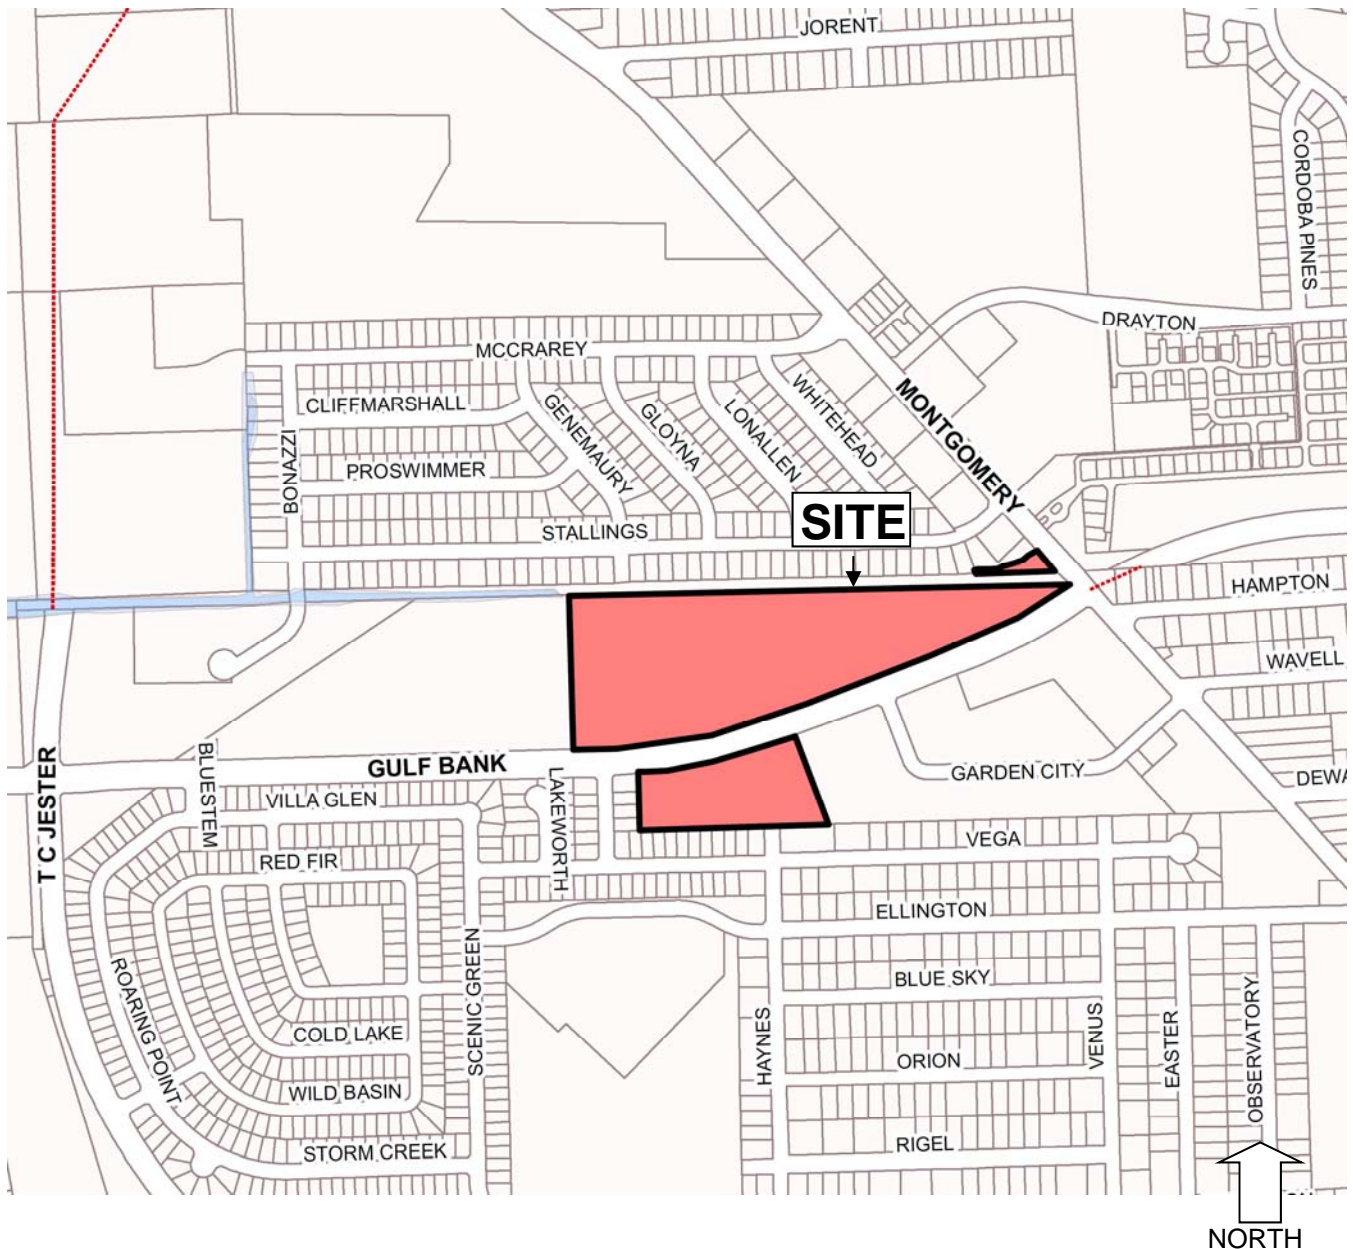 JORENT
CORDOBA PINES
DRAYTON
MCCRAREY
CLIFFMARSHALL
GENEMAURY
GLOYNA
LONALLEN
WHITEHEAD
MONTGOMERY
BONAZZI
PROSWIMMER
STALLINGS
SITE
HAMPTON
WAVELL
T C JESTER
BLUESTEM
GULF BANK
LAKEWORTH
GARDEN CITY
DEWA
VILLA GLEN
VEGA
RED FIR
ELLINGTON
ROARING POINT
SCENIC GREEN
BLUE SKY
COLD LAKE
HAYNES
ORION
VENUS
EASTER
OBSERVATORY
WILD BASIN
STORM CREEK
RIGEL
NORTH